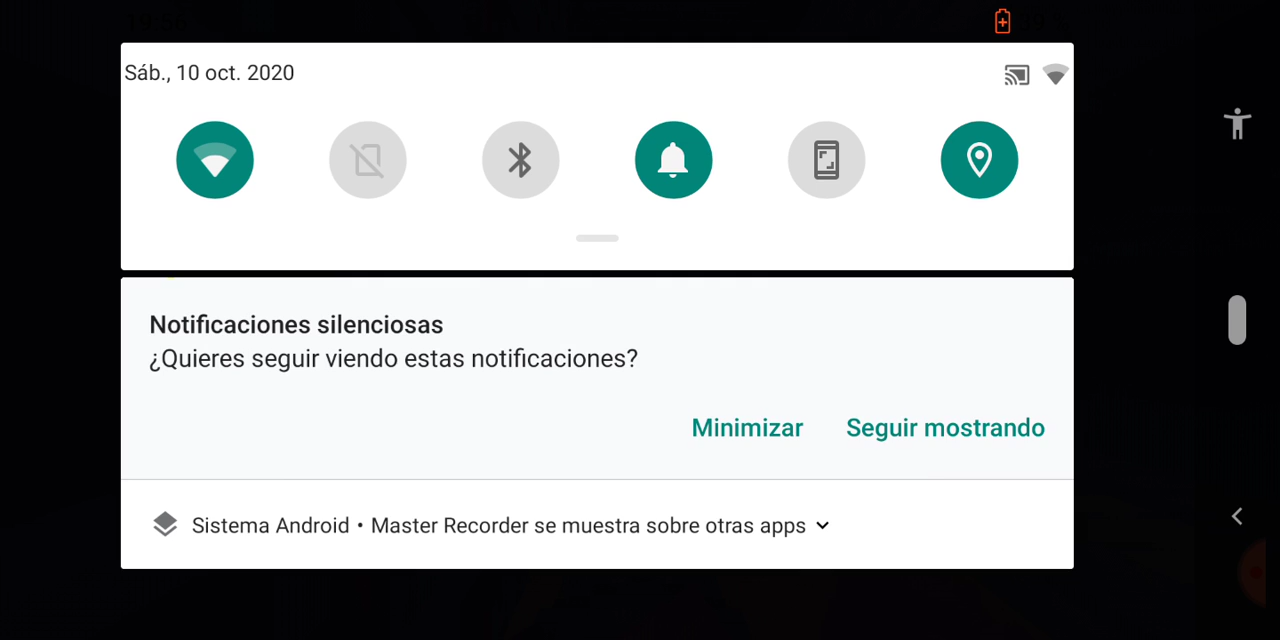 Sáb., 10 oct. 2020
Notificaciones silenciosas
¿Quieres seguir viendo estas notificaciones?
Minimizar Seguir mostrando
Sistema Android • Master Recorder se muestra sobre otras apps